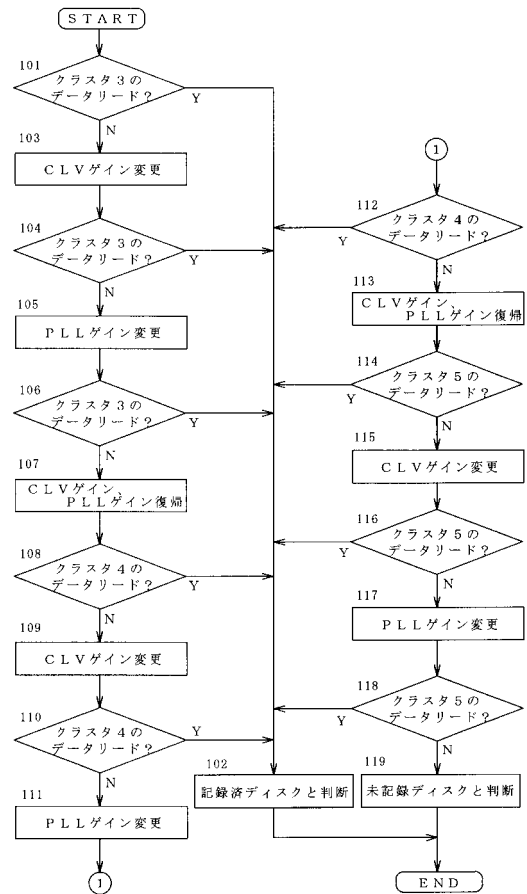 START
101
クラスタ3の
データリード?
Y
N
103
CLVゲイン変更
104
クラスタ3の
データリード?
Y
N
105
PLLゲイン変更
106
クラスタ3の
データリード?
Y
N
107
CLVゲイン、
PLLゲイン復帰
108
クラスタ4の
データリード?
Y
N
109
CLVゲイン変更
110
クラスタ4の
データリード?
Y
N
111
PLLゲイン変更
1
1
112
クラスタ4の
データリード?
Y
N
113
CLVゲイン、
PLLゲイン復帰
114
クラスタ5の
データリード?
Y
N
115
CLVゲイン変更
116
クラスタ5の
データリード?
Y
N
117
PLLゲイン変更
118
クラスタ5の
データリード?
Y
N
102
記録済ディスクと判断
119
未記録ディスクと判断
END